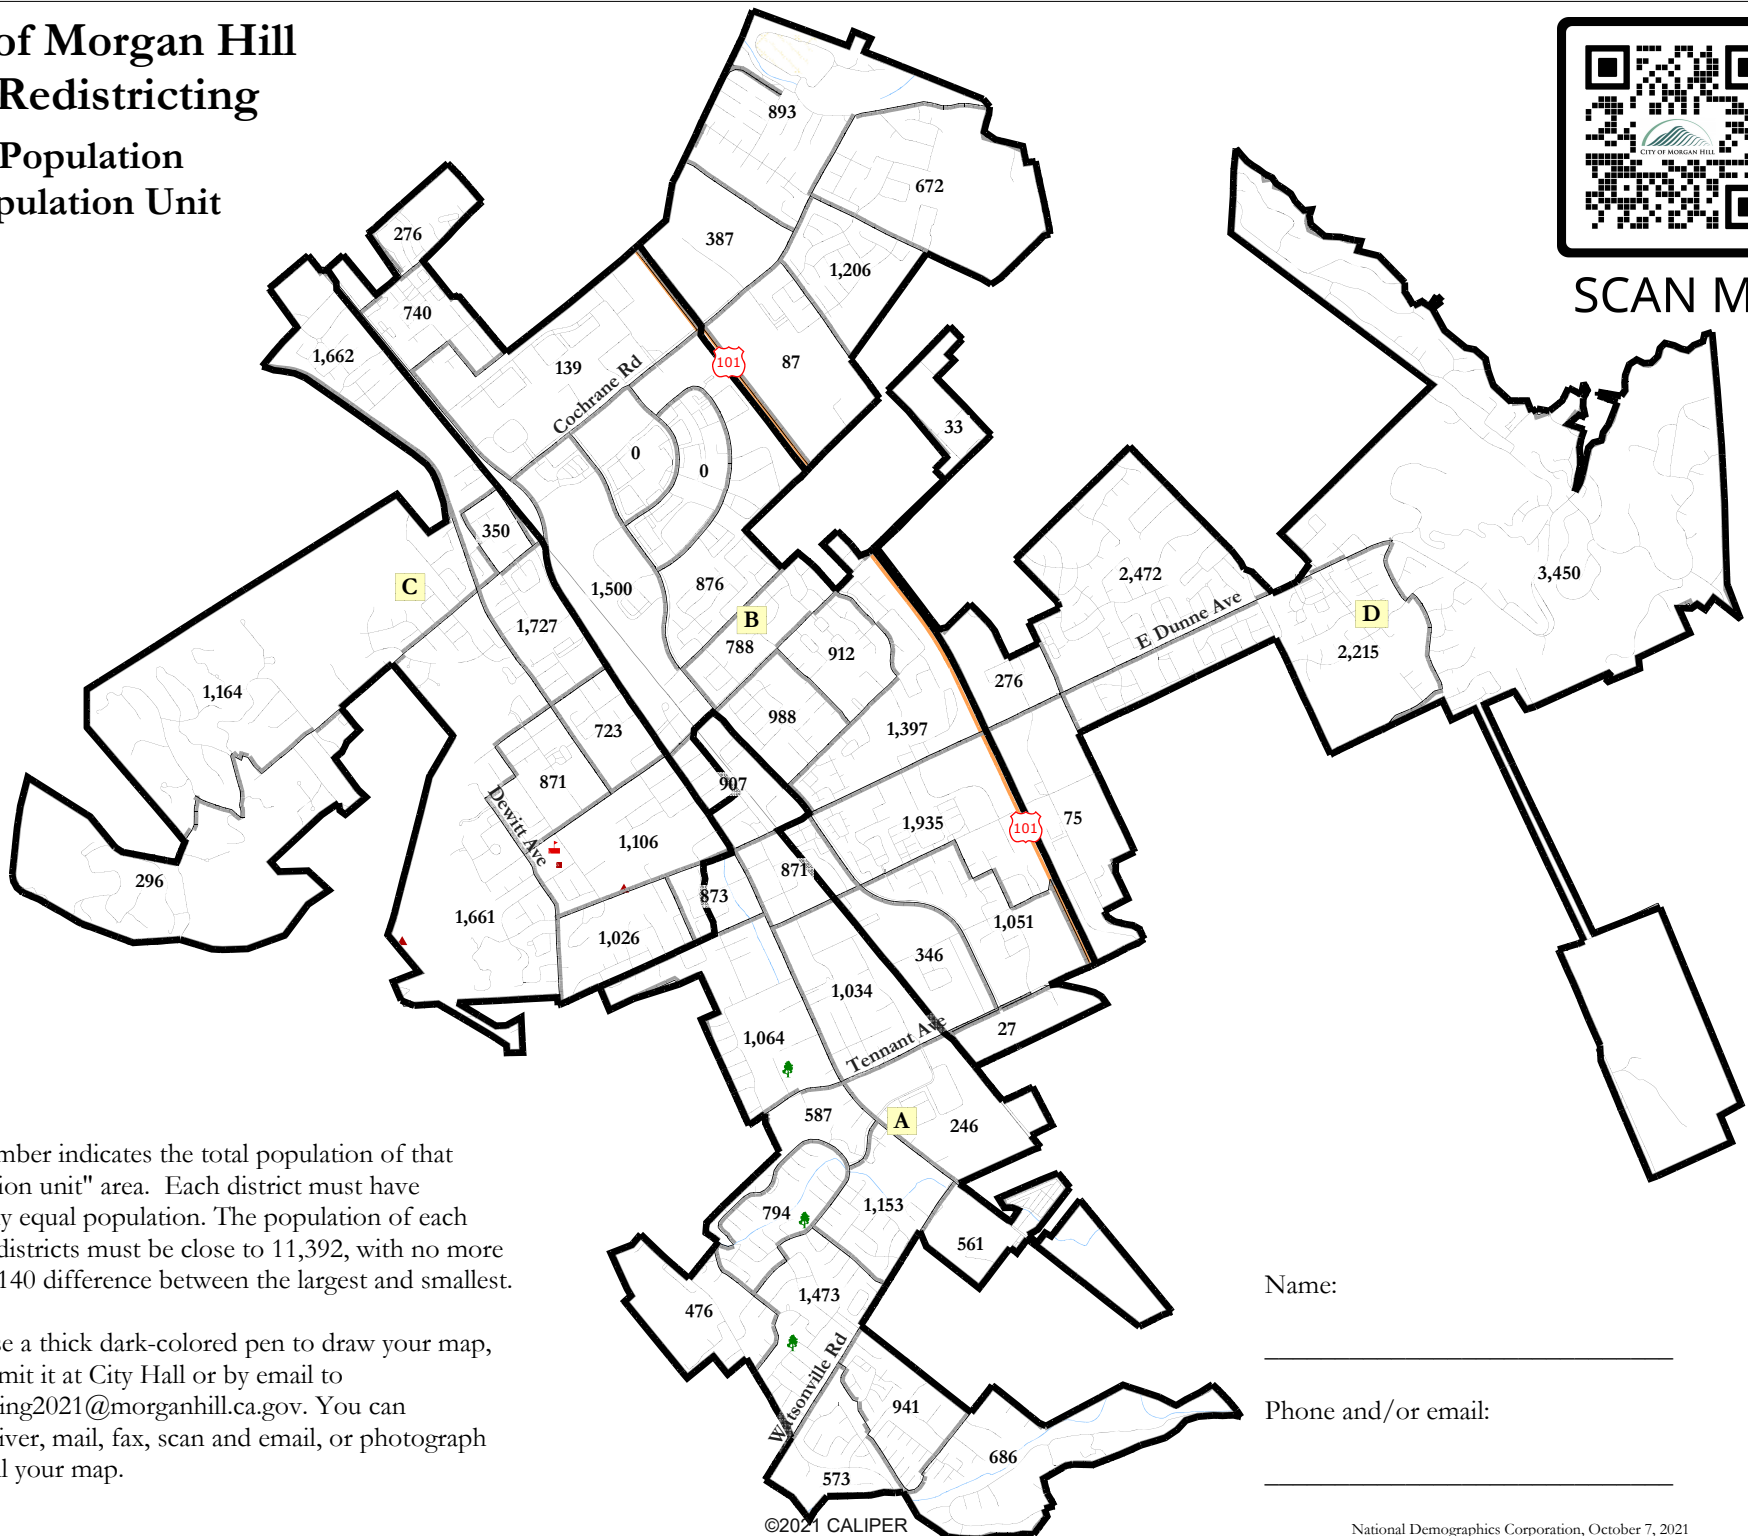 of Morgan Hill
Redistricting
Population
pulation Unit
CITY OF MORGAN HILL
SCAN M
893
672
276
387
1,206
740
1,662
139
Cochrane Rd
101
87
33
0
0
350
C
1,500
876
2,472
3,450
B
D
E Dunne Ave
1,727
788
912
2,215
276
1,164
988
1,397
723
871
907
Dewitt Ave
1,106
1,935
101
75
871
296
873
1,661
1,026
1,051
346
1,034
1,064
Tennant Ave
27
587
A
246
794
1,153
561
476
1,473
Watsonville Rd
941
686
573
mber indicates the total population of that
ion unit" area. Each district must have
y equal population. The population of each
districts must be close to 11,392, with no more
140 difference between the largest and smallest.
se a thick dark-colored pen to draw your map,
mit it at City Hall or by email to
ing2021@morganhill.ca.gov. You can
iver, mail, fax, scan and email, or photograph
il your map.
Name:
Phone and/or email:
©2021 CALIPER
National Demographics Corporation, October 7, 2021